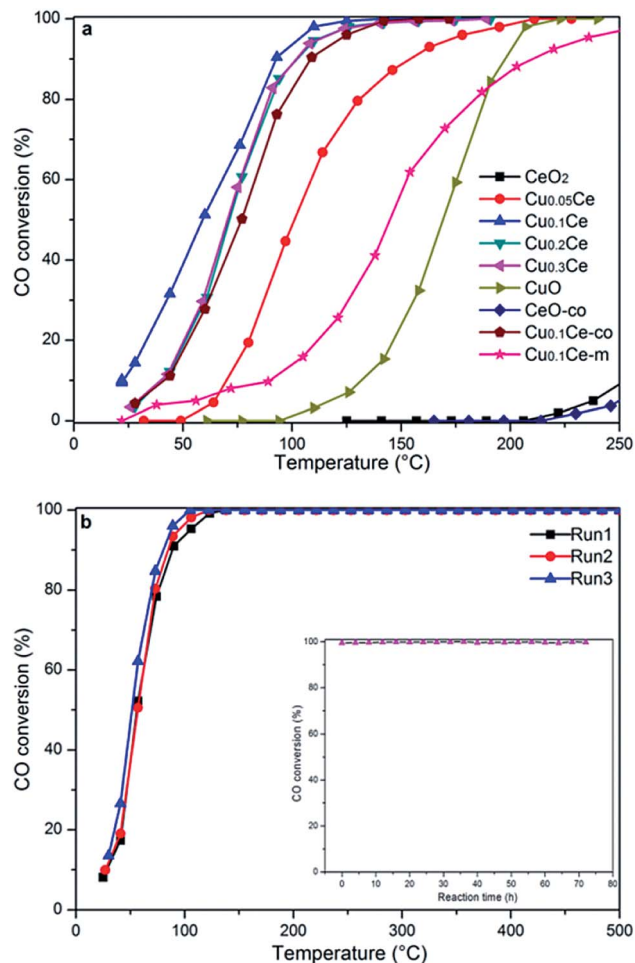 a
100
80
60
40
20
0
CO conversion (%)
CeO2
Cu0.05Ce
Cu0.1Ce
Cu0.2Ce
Cu0.3Ce
CuO
CeO-co
Cu0.1Ce-co
Cu0.1Ce-m
0 50 100 150 200 250
Temperature (°C)
b
100
80
60
40
20
0
CO conversion (%)
Run1
Run2
Run3
100
80
60
40
20
0
CO conversion (%)
0 10 20 30 40 50 60 70 80
Reaction time (h)
0 100 200 300 400 500
Temperature (°C)